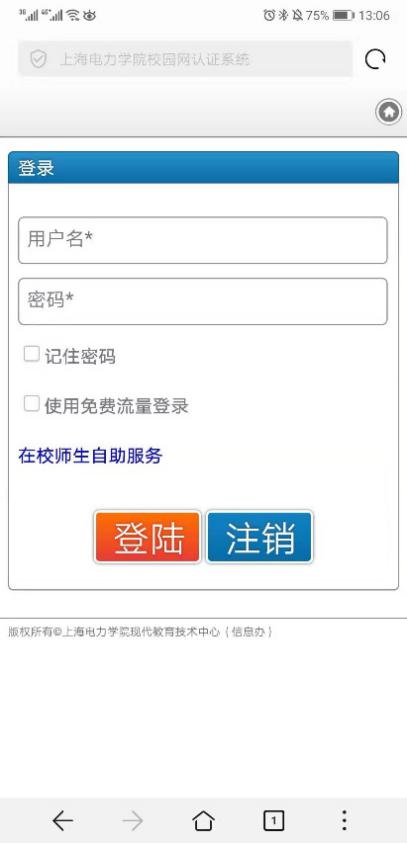 36 46+ 75% 13:06
上海电力学院校园网认证系统
登录
用户名*
密码*
记住密码
使用免费流量登录
在校师生自助服务
登陆 注销
版权所有©上海电力学院现代教育技术中心（信息办）
1